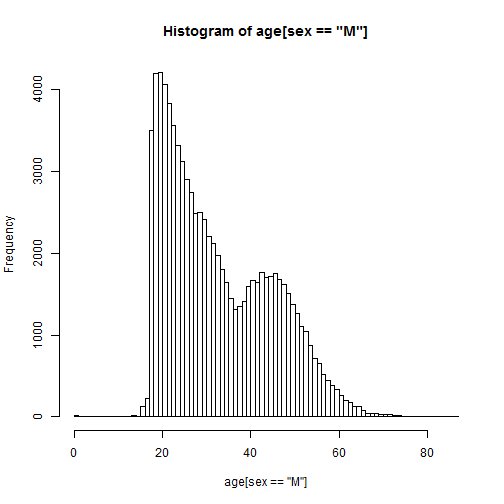 Histogram of age[sex == "M"]
Frequency
4000
3000
2000
1000
0
0 20 40 60 80
age[sex == "M"]